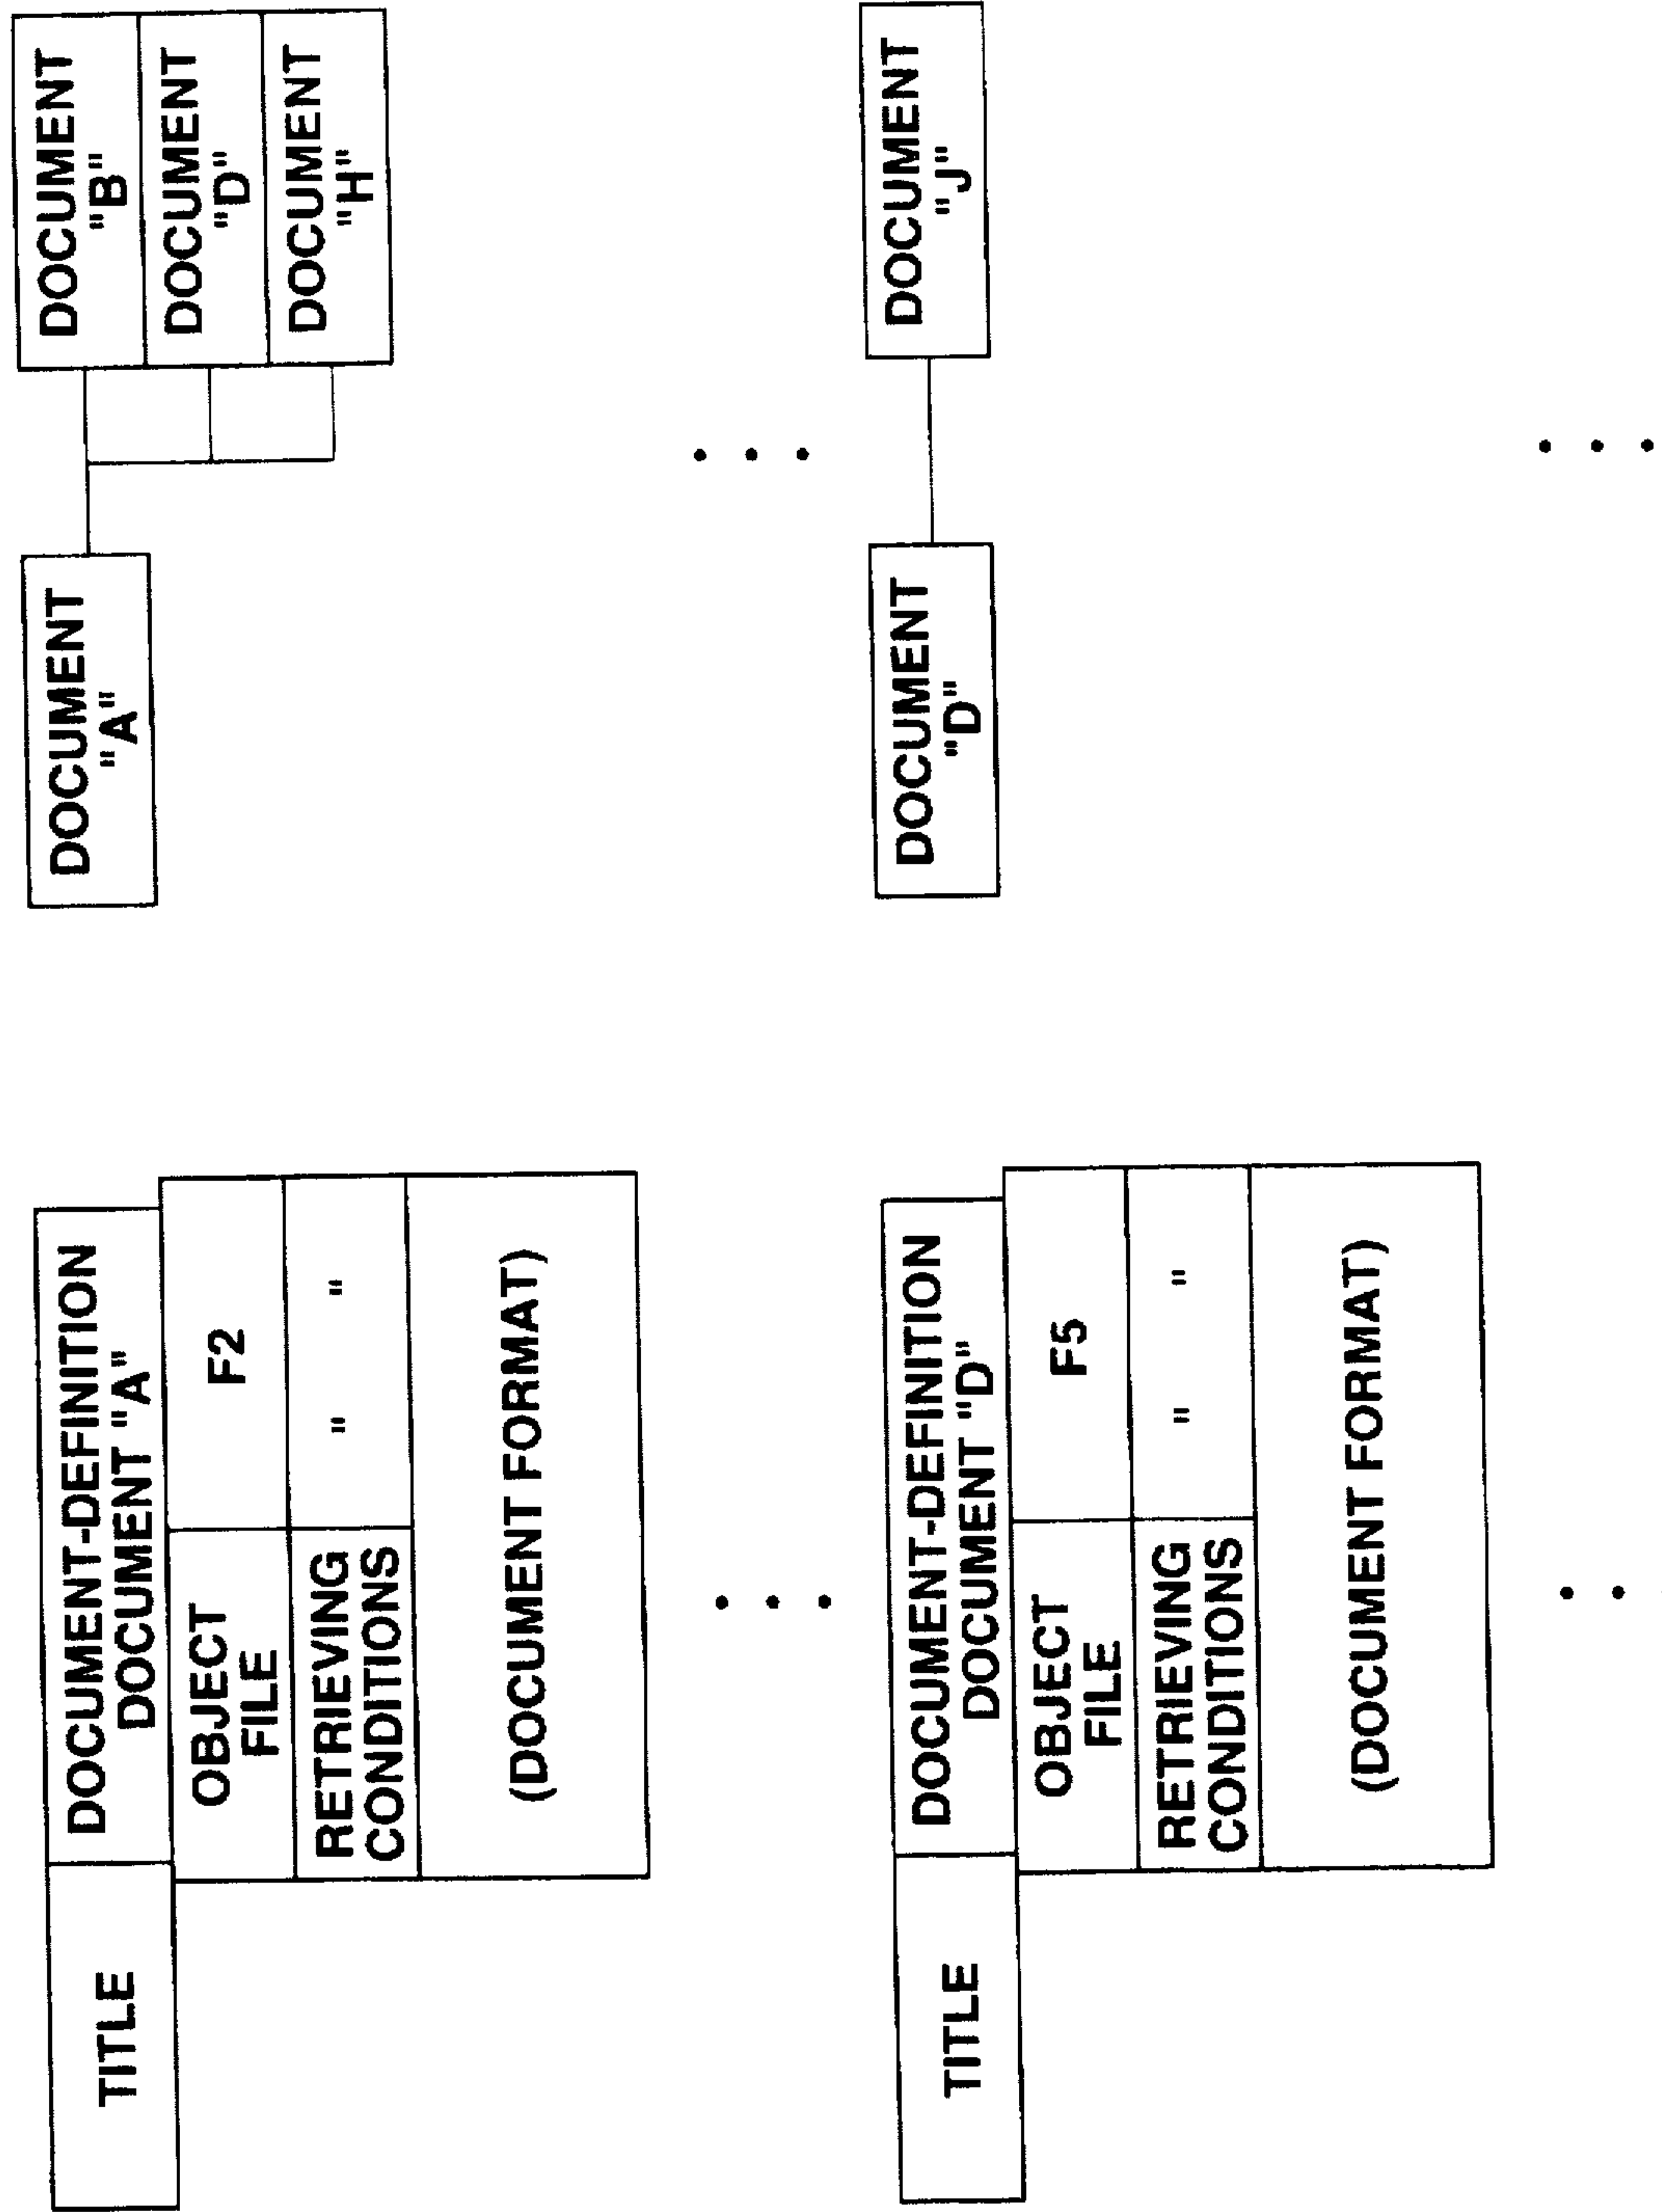 TITLE
DOCUMENT-DEFINITION
DOCUMENT "A"
OBJECT
FILE
F2
RETRIEVING
CONDITIONS
" "
(DOCUMENT FORMAT)
TITLE
DOCUMENT-DEFINITION
DOCUMENT "D"
OBJECT
FILE
F5
RETRIEVING
CONDITIONS
" "
(DOCUMENT FORMAT)
DOCUMENT
"A"
DOCUMENT
"B"
DOCUMENT
"D"
DOCUMENT
"H"
DOCUMENT
"D"
DOCUMENT
"J"